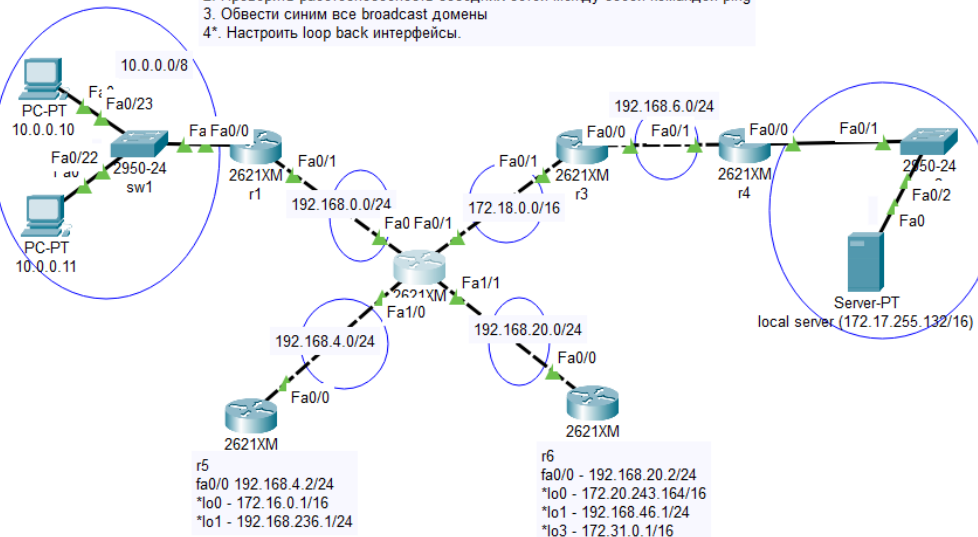 3. Обвести синим все broadcast домены
4*. Настроить loop back интерфейсы.
10.0.0.0/8
PC-PT
10.0.0.10
Fa0/23
Fa0/22
2950-24
sw1
PC-PT
10.0.0.11
Fa Fa0/0
2621XM
r1
Fa0/1
192.168.0.0/24
Fa0 Fa0/1
172.18.0.0/16
Fa0/1
2621XM
r3
Fa0/0
192.168.6.0/24
Fa0/1
2621XM
r4
Fa0/0
Fa0/1
2950-24
Fa0/2
Fa0
Server-PT
local server (172.17.255.132/16)
2621XM
Fa1/0
Fa1/1
192.168.4.0/24
192.168.20.0/24
Fa0/0
2621XM
r5
fa0/0 192.168.4.2/24
*lo0 - 172.16.0.1/16
*lo1 - 192.168.236.1/24
Fa0/0
2621XM
r6
fa0/0 - 192.168.20.2/24
*lo0 - 172.20.243.164/16
*lo1 - 192.168.46.1/24
*lo3 - 172.31.0.1/16